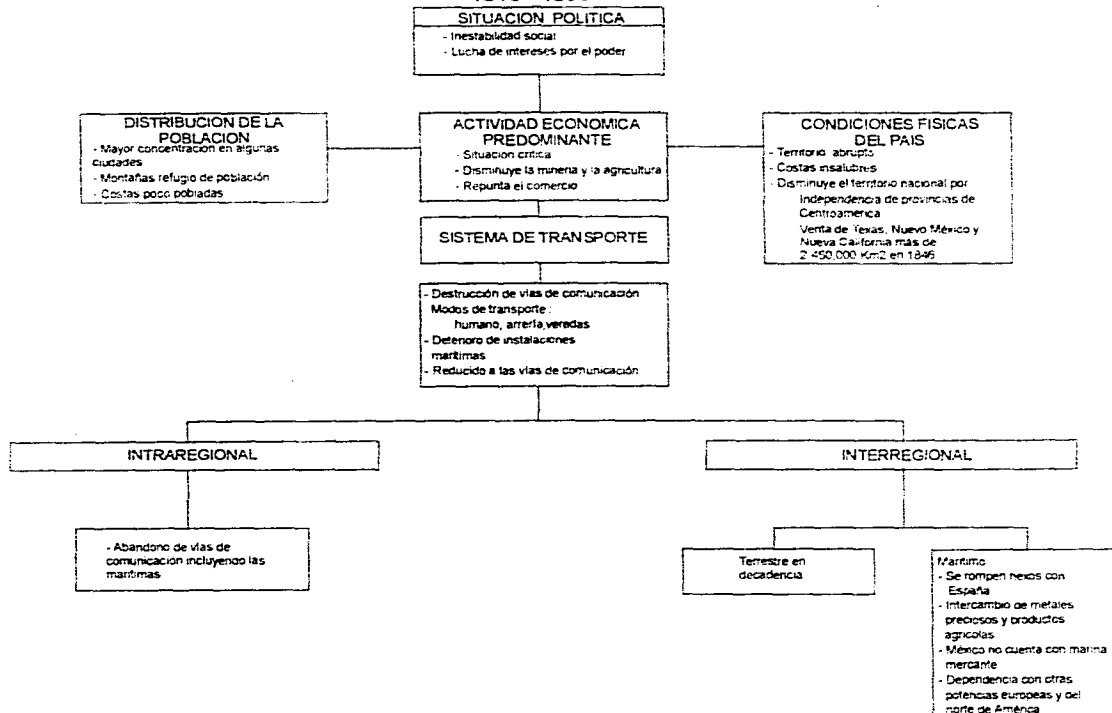 SITUACION POLITICA
- Inestabilidad social
- Lucha de intereses por el poder
DISTRIBUCION DE LA
POBLACION
- Mayor concentración en algunas
ciudades
- Montañas refugio de población
- Costas poco pobladas
ACTIVIDAD ECONOMICA
PREDOMINANTE
- Situación crítica
- Disminuye la minería y la agricultura
- Repunta el comercio
CONDICIONES FISICAS
DEL PAIS
- Territorio abrupto
- Costas insalubres
- Disminuye el territorio nacional por
Independencia de provincias de
Centroamerica
Venta de Texas, Nuevo México y
Nueva California más de
2 450,000 Km2 en 1846
SISTEMA DE TRANSPORTE
- Destrucción de vías de comunicación
Modos de transporte :
humano, arrería, veredas
- Deterioro de instalaciones
marítimas
- Reducido a las vías de comunicación
INTRAREGIONAL
INTERREGIONAL
- Abandono de vías de
comunicación incluyendo las
marítimas
Terrestre en
decadencia
Marítimo
- Se rompen nexos con
España
- Intercambio de metales
preciosos y productos
agrícolas
- México no cuenta con marina
mercante
- Dependencia con otras
potencias europeas y del
norte de América